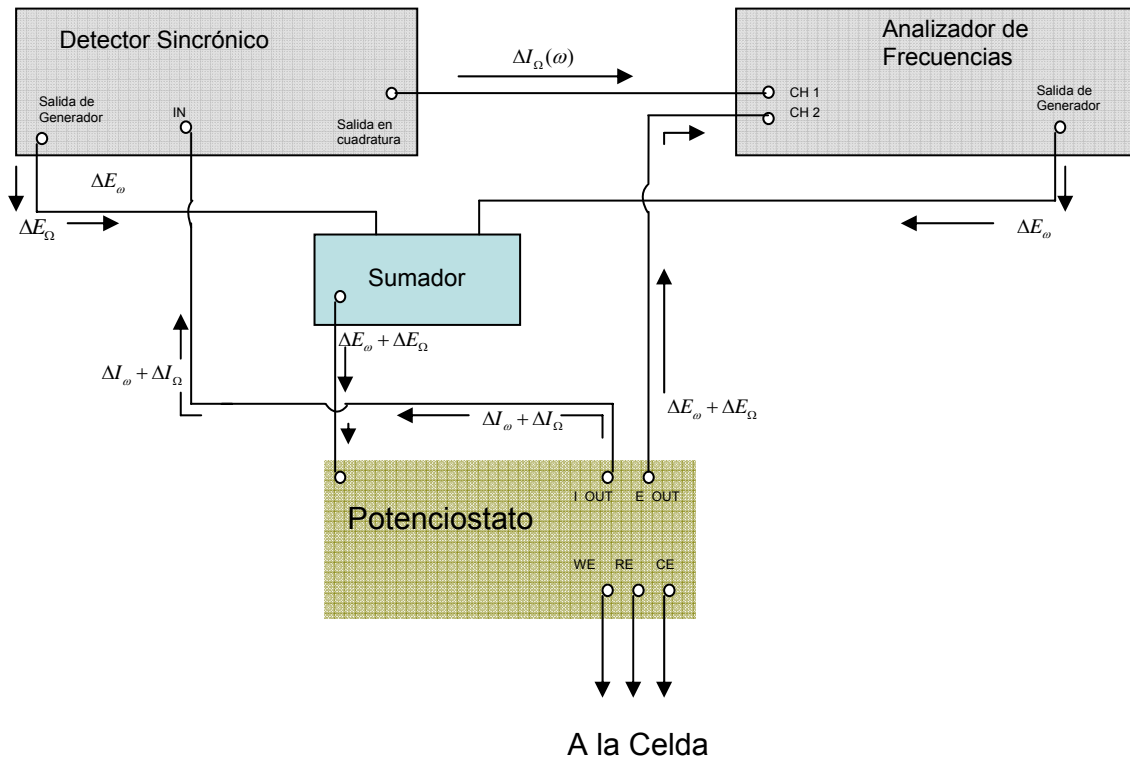 Detector Sincrónico
Analizador de
Frecuencias
ΔI_Ω(ω)
Salida de
Generador
IN
Salida en
cuadratura
CH 1
CH 2
Salida de
Generador
ΔE_ω
ΔE_Ω
ΔE_ω
Sumador
ΔE_ω + ΔE_Ω
ΔI_ω + ΔI_Ω
ΔI_ω + ΔI_Ω
ΔE_ω + ΔE_Ω
I OUT
E OUT
Potenciostato
WE
RE
CE
A la Celda